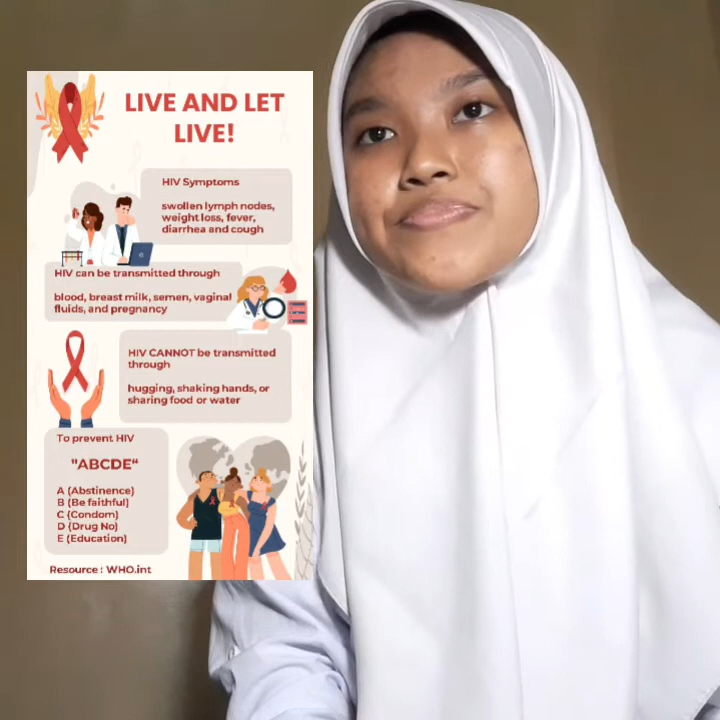 LIVE AND LET
LIVE!
HIV Symptoms
swollen lymph nodes,
weight loss, fever,
diarrhea and cough
HIV can be transmitted through
blood, breast milk, semen, vaginal
fluids, and pregnancy
HIV CANNOT be transmitted
through
hugging, shaking hands, or
sharing food or water
To prevent HIV
"ABCDE“
A (Abstinence)
B (Be faithful)
C (Condom)
D (Drug No)
E (Education)
Resource : WHO.int